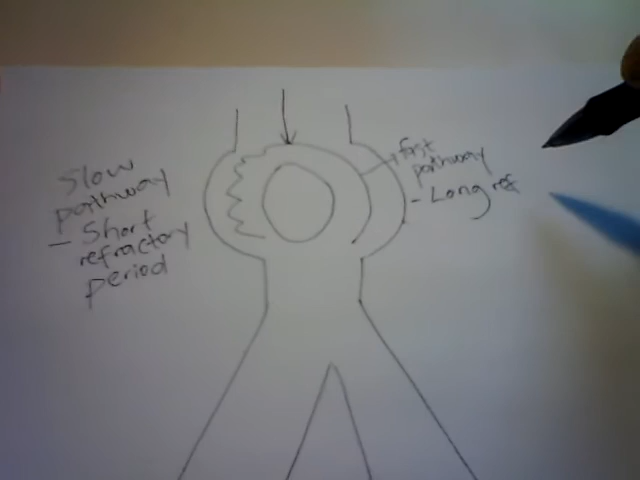 Slow
pathway
- Short
refractory
period
fast
pathway
- Long ref